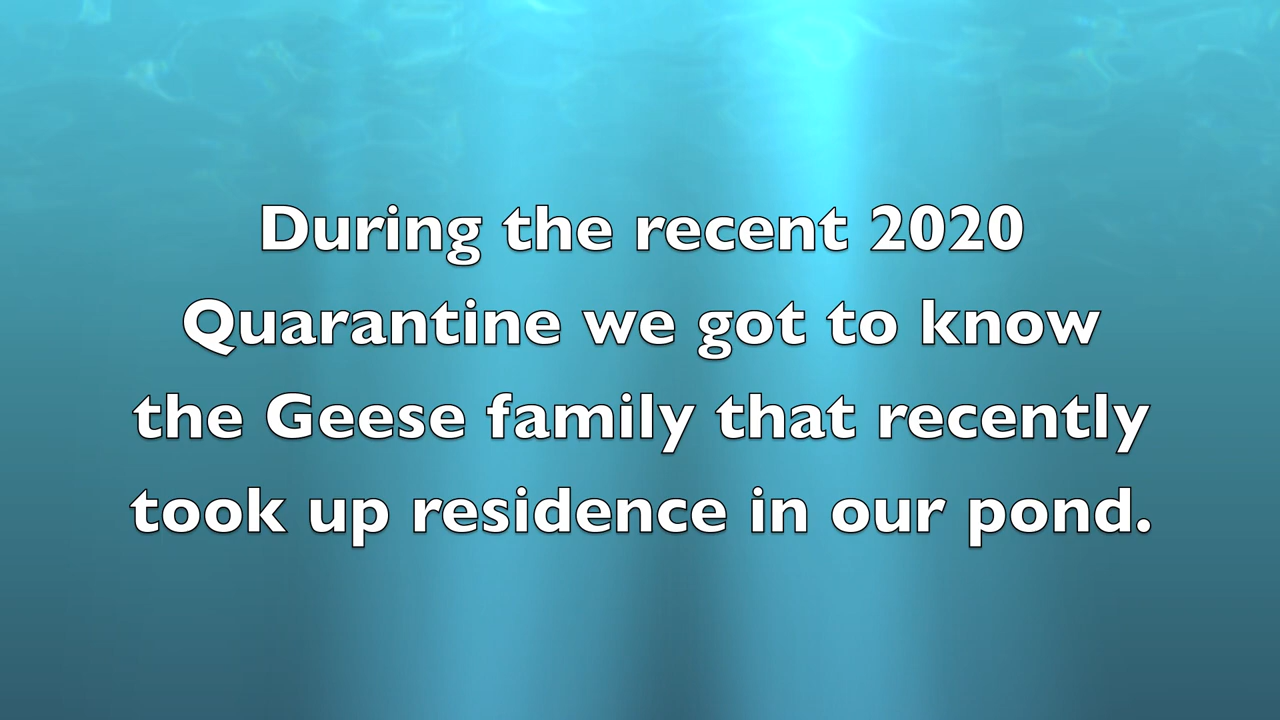 During the recent 2020
Quarantine we got to know
the Geese family that recently
took up residence in our pond.